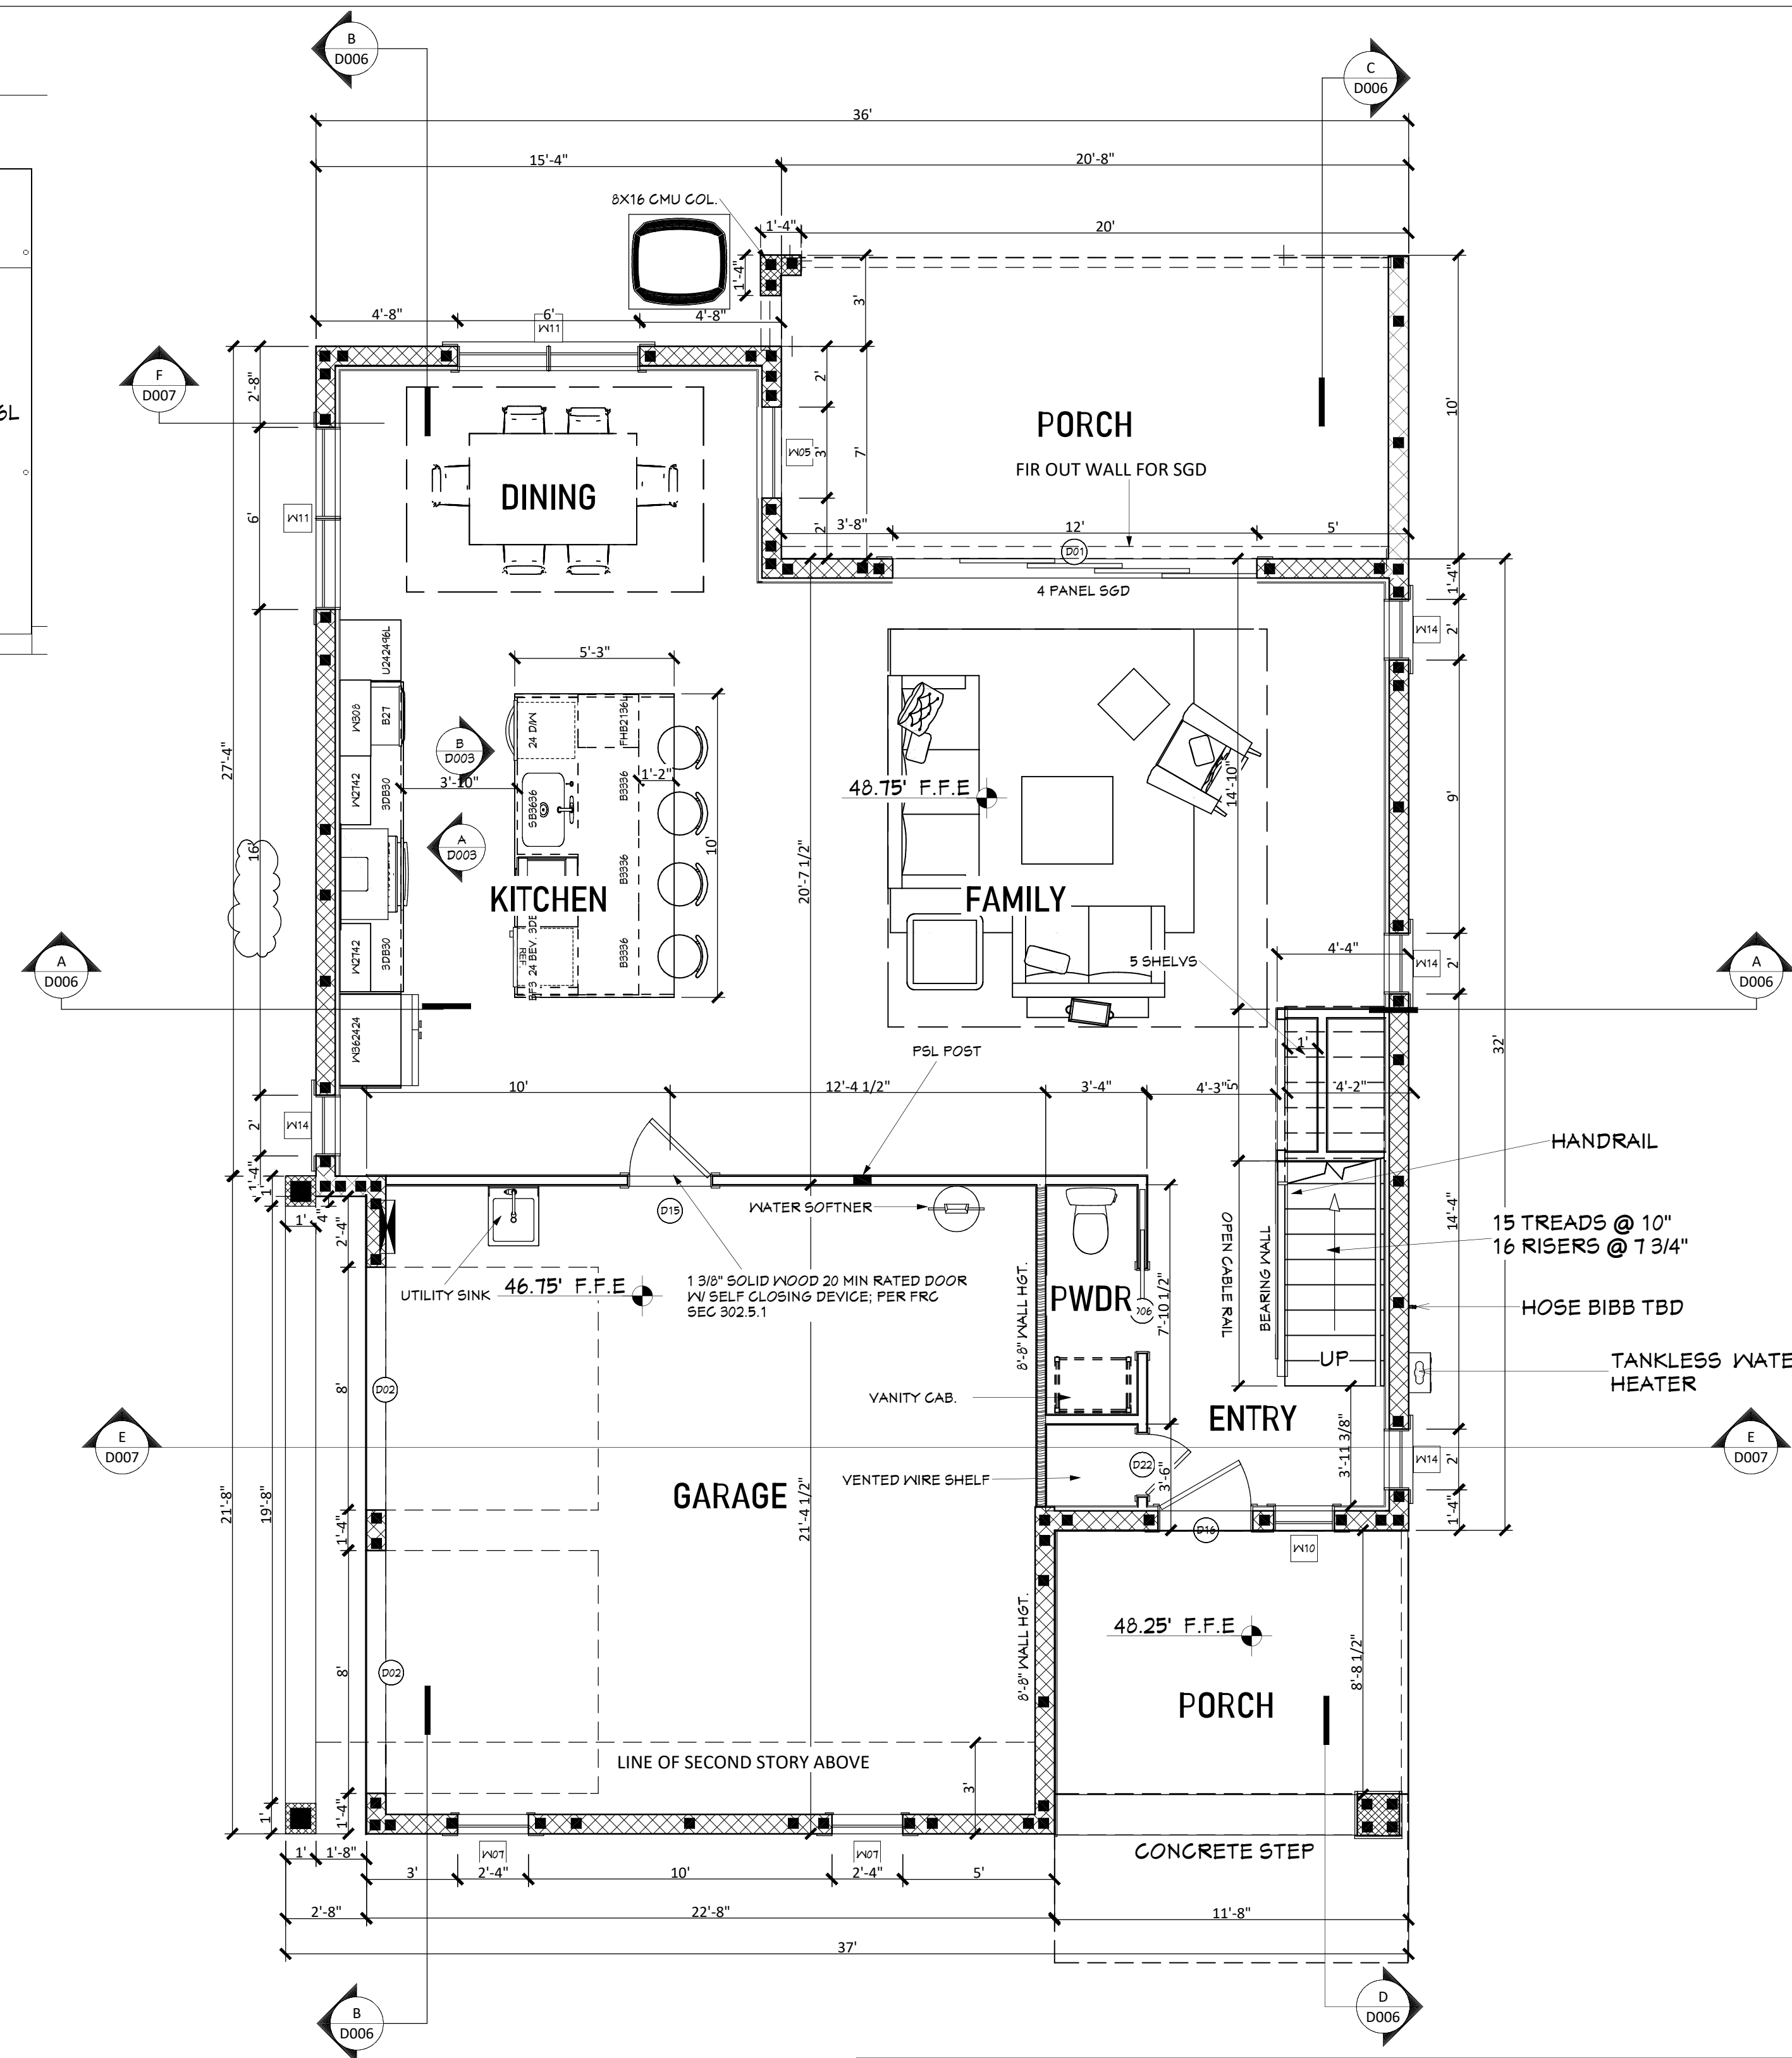 B
D006
C
D006
36'
15'-4"
20'-8"
8X16 CMU COL.
1'-4"
20'
1'-4"
3'
4'-8"
6'
4'-8"
W11
F
D007
2'-8"
2'
10'
PORCH
W05
3'
7'
FIR OUT WALL FOR SGD
DINING
6'
W11
2'
3'-8"
12'
5'
D01
4 PANEL SGD
1'-4"
W14
2'
U242496L
5'-3"
W308
B27
24 D/W
FHB2136L
B
D003
27'-4"
3'-10"
1'-2"
W2742
3DB30
SB3636
B3336
48.75' F.F.E
14'-10"
9'
16'
A
D003
10'
20'-7 1/2"
B3336
KITCHEN
FAMILY
W2742
3DB30
REF.
B3336
5 SHELVS
4'-4"
W14
2'
A
D006
A
D006
W362424
1'
32'
PSL POST
10'
12'-4 1/2"
3'-4"
4'-3"
5'
4'-2"
W14
2'
HANDRAIL
1'-4"
1'
1'
4"
D15
WATER SOFTNER
14'-4"
15 TREADS @ 10"
16 RISERS @ 7 3/4"
2'-4"
OPEN CABLE RAIL
BEARING WALL
UTILITY SINK
46.75' F.F.E
1 3/8" SOLID WOOD 20 MIN RATED DOOR
W/ SELF CLOSING DEVICE; PER FRC
SEC 302.5.1
8'-8" WALL HGT.
PWDR
7'-10 1/2"
HOSE BIBB TBD
UP
TANKLESS WATE
HEATER
8'
D02
VANITY CAB.
ENTRY
E
D007
E
D007
3'-11 3/8"
VENTED WIRE SHELF
D22
3'-6"
W14
2'
GARAGE
21'-8"
19'-8"
21'-4 1/2"
1'-4"
1'-4"
D16
W10
48.25' F.F.E
8'-8" WALL HGT.
8'-8 1/2"
8'
D02
PORCH
LINE OF SECOND STORY ABOVE
3'
1'
1'-4"
CONCRETE STEP
1'
1'-8"
W07
W07
3'
2'-4"
10'
2'-4"
5'
2'-8"
22'-8"
11'-8"
37'
B
D006
D
D006